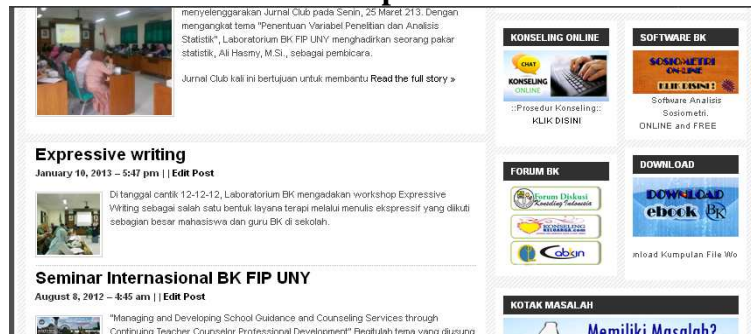 menyelenggarakan Jurnal Club pada Senin, 25 Maret 213. Dengan
mengangkat tema "Penentuan Variabel Penelitian dan Analisis
Statistik", Laboratorium BK FIP UNY menghadirkan seorang pakar
statistik, Ali Hasmy, M.Si., sebagai pembicara.
Jurnal Club kali ini bertujuan untuk membantu Read the full story »
Expressive writing
January 10, 2013 – 5:47 pm | | Edit Post
Di tanggal cantik 12-12-12, Laboratorium BK mengadakan workshop Expressive
Writing sebagai salah satu bentuk layana terapi melalui menulis ekspressif yang diikuti
sebagian besar mahasiswa dan guru BK di sekolah.
Seminar Internasional BK FIP UNY
August 8, 2012 – 4:45 am | | Edit Post
"Managing and Developing School Guidance and Counseling Services through
Continuing Teacher Counselor Professional Development" Begitulah tema yang diusung
KONSELING ONLINE
CHAT
KONSELING
ONLINE
::Prosedur Konseling::
KLIK DISINI
SOFTWARE BK
SOSIOMETRI
ON-LINE
KLIK DISINI
Software Analisis
Sosiometri.
ONLINE and FREE
FORUM BK
Forum Diskusi
Konseling Indonesia
KONSELING
KELUARGA.com
abkin
DOWNLOAD
DOWNLOAD
ebook BK
nload Kumpulan File Wo
KOTAK MASALAH
Memiliki Masalah?